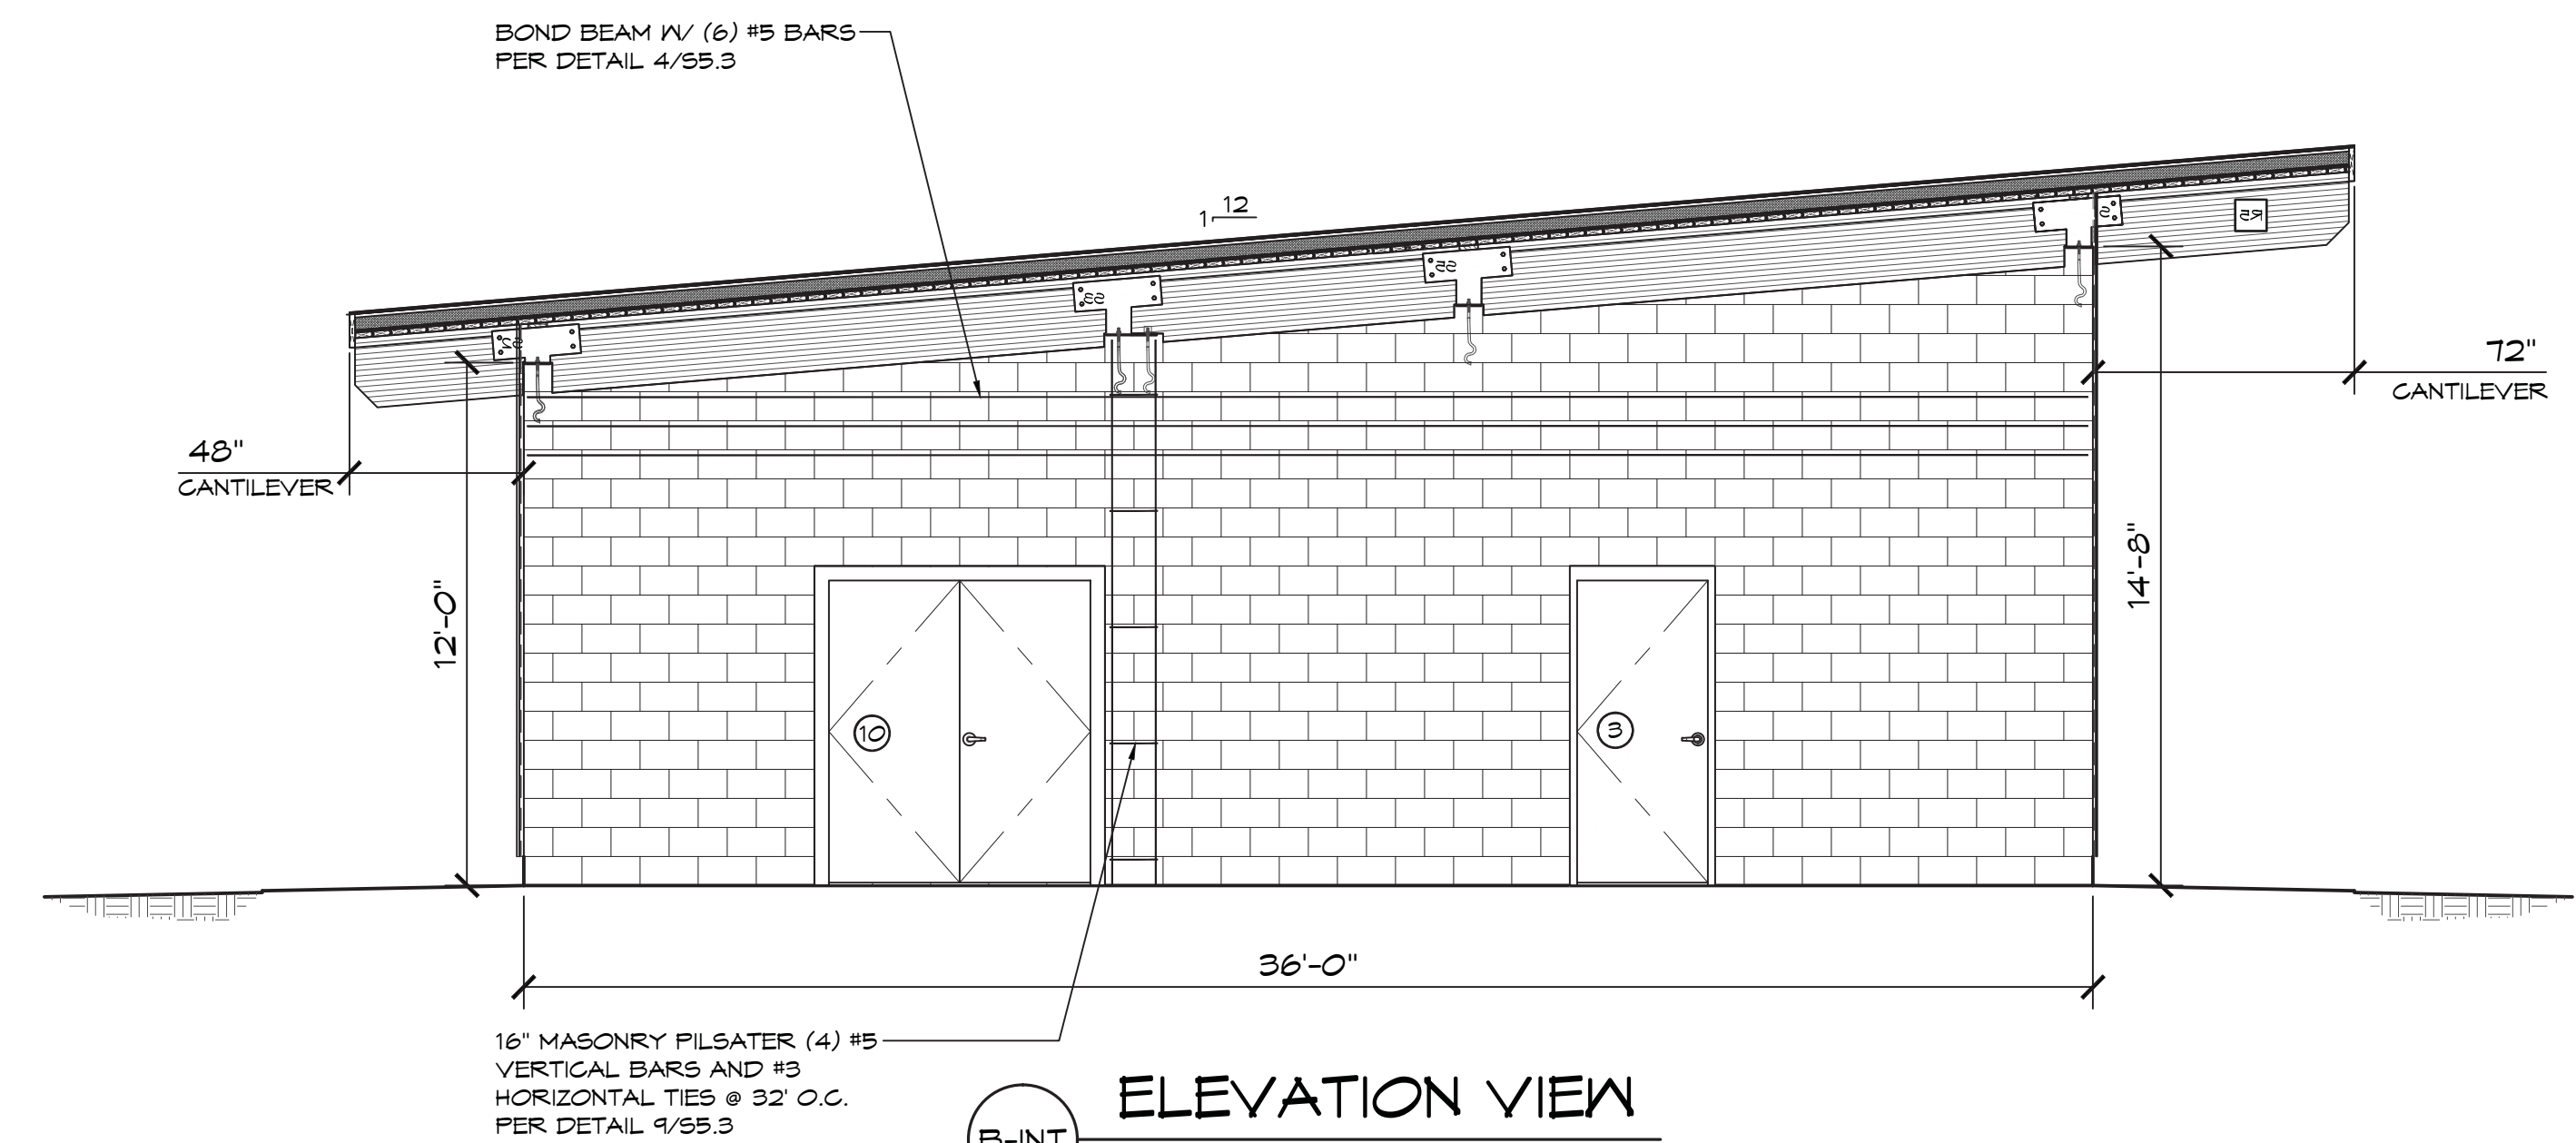 BOND BEAM W/ (6) #5 BARS
PER DETAIL 4/S5.3
12
1
72"
CANTILEVER
48"
CANTILEVER
12'-0"
14'-8"
10
3
36'-0"
16" MASONRY PILSATER (4) #5
VERTICAL BARS AND #3
HORIZONTAL TIES @ 32' O.C.
PER DETAIL 9/S5.3
ELEVATION VIEW
B-INT